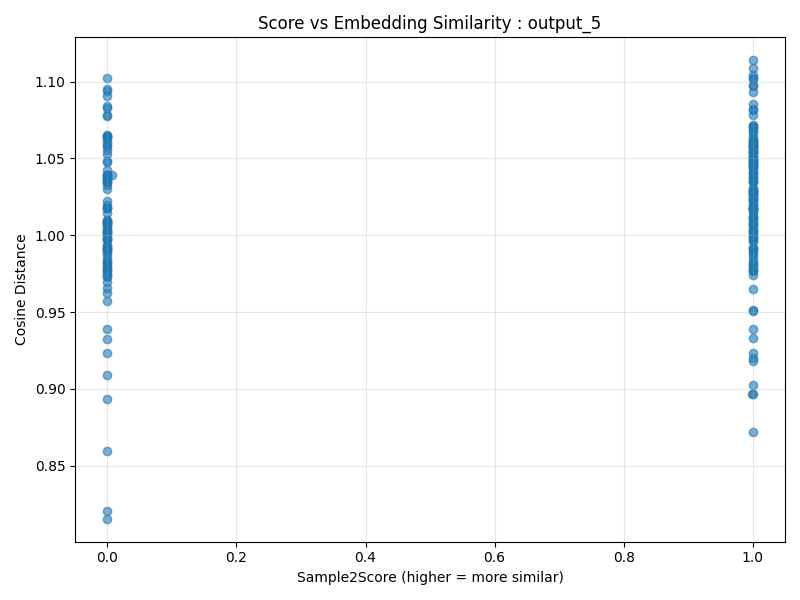 Score vs Embedding Similarity : output_5
Cosine Distance
1.10
1.05
1.00
0.95
0.90
0.85
0.0 0.2 0.4 0.6 0.8 1.0
Sample2Score (higher = more similar)